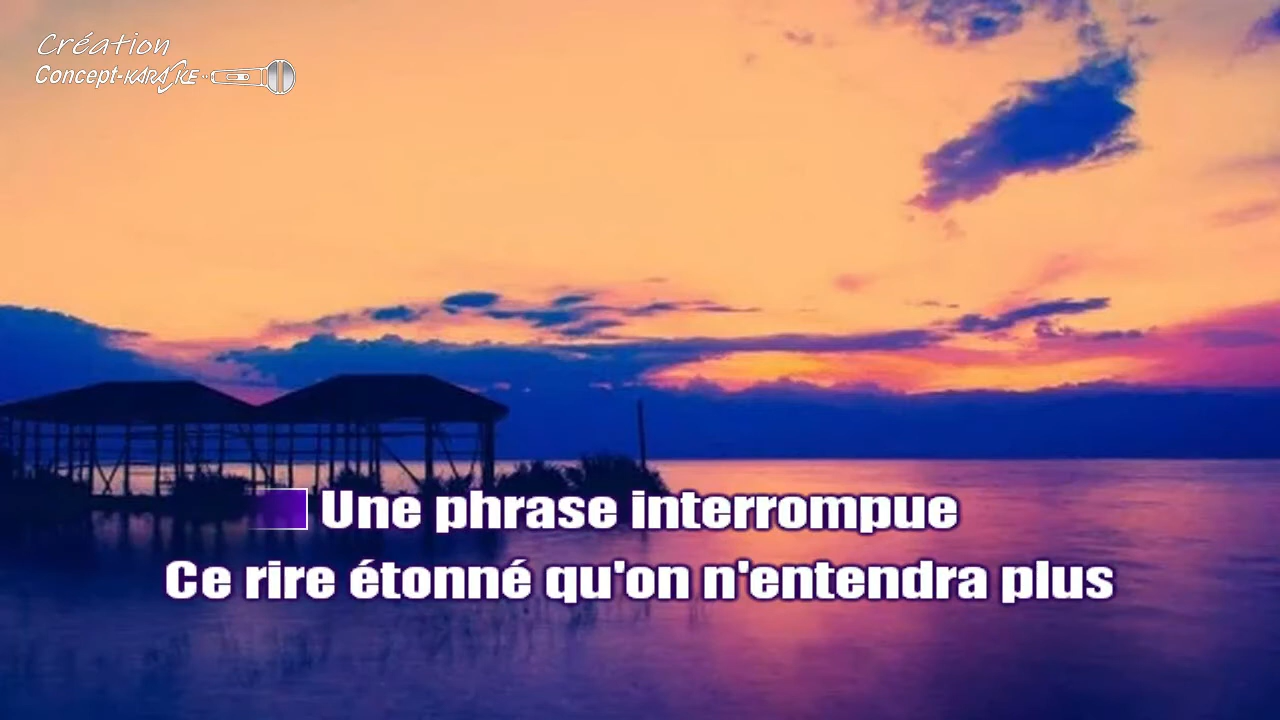 Création
Concept-KARAOKE
Une phrase interrompue
Ce rire étonné qu'on n'entendra plus